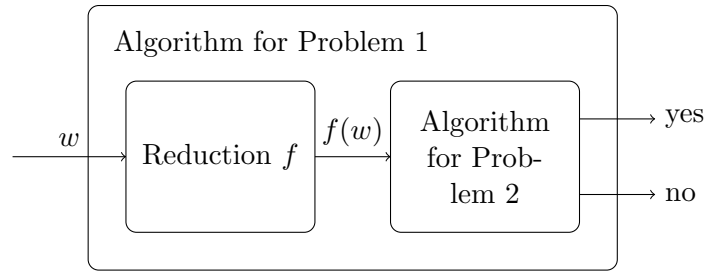 Algorithm for Problem 1
w
Reduction f
f(w)
Algorithm
for Prob-
lem 2
yes
no